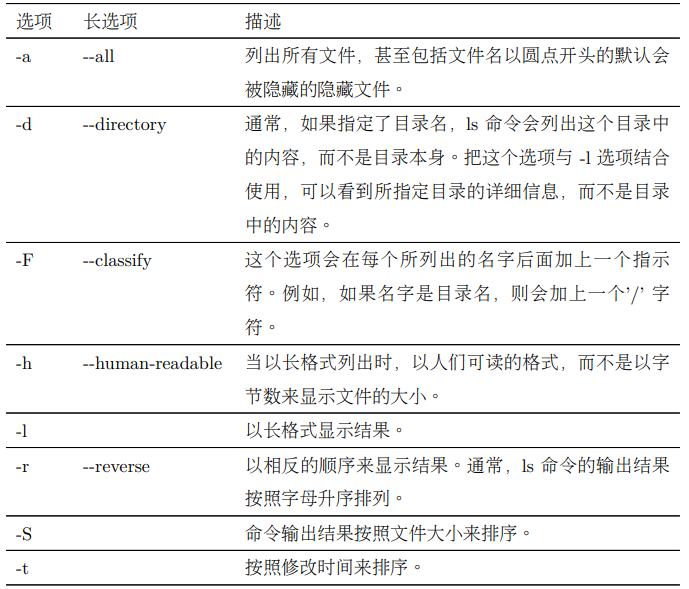 选项 长选项 描述
-a --all 列出所有文件，甚至包括文件名以圆点开头的默认会
被隐藏的隐藏文件。
-d --directory 通常，如果指定了目录名，ls 命令会列出这个目录中
的内容，而不是目录本身。把这个选项与 -l 选项结合
使用，可以看到所指定目录的详细信息，而不是目录
中的内容。
-F --classify 这个选项会在每个所列出的名字后面加上一个指示
符。例如，如果名字是目录名，则会加上一个’/’ 字
符。
-h --human-readable 当以长格式列出时，以人们可读的格式，而不是以字
节数来显示文件的大小。
-l 以长格式显示结果。
-r --reverse 以相反的顺序来显示结果。通常，ls 命令的输出结果
按照字母升序排列。
-S 命令输出结果按照文件大小来排序。
-t 按照修改时间来排序。